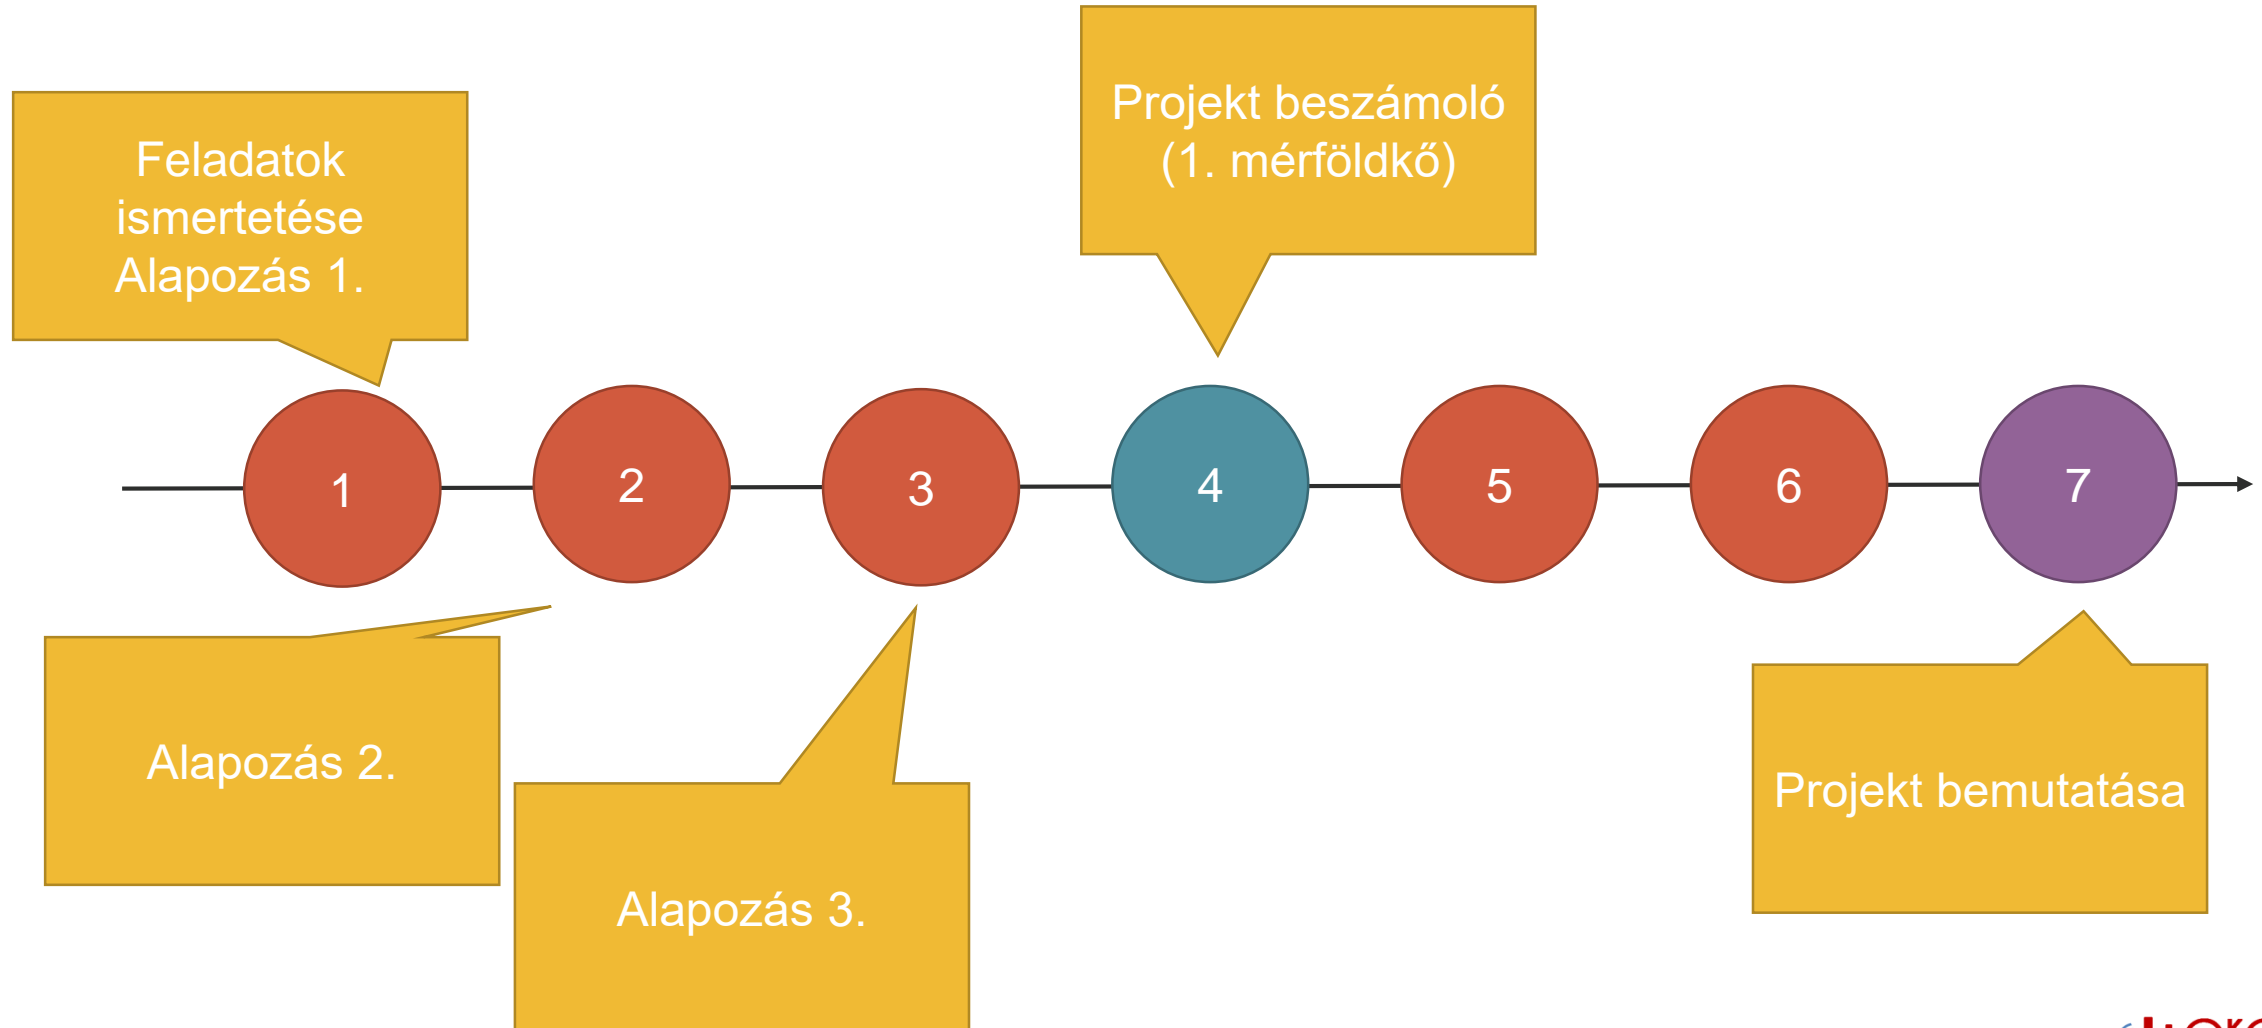 Projekt beszámoló
(1. mérföldkő)
Feladatok
ismertetése
Alapozás 1.
1
2
3
4
5
6
7
Alapozás 2.
Alapozás 3.
Projekt bemutatása